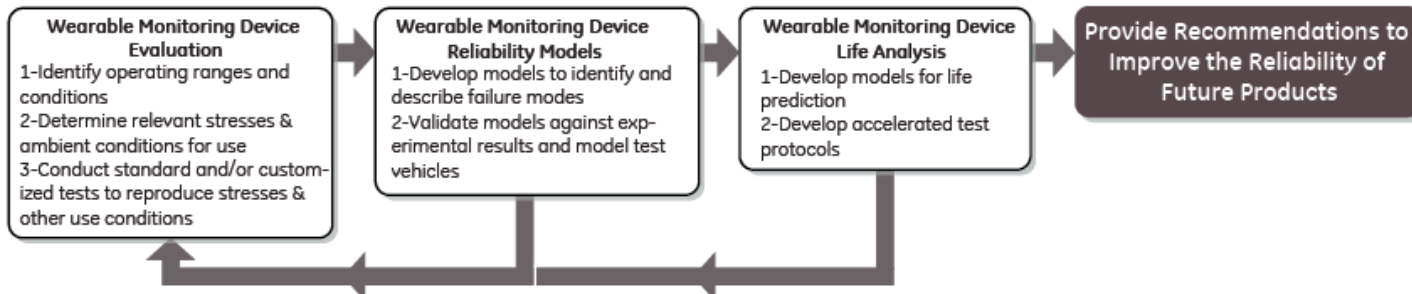 Wearable Monitoring Device
Evaluation
1-Identify operating ranges and
conditions
2-Determine relevant stresses &
ambient conditions for use
3-Conduct standard and/or custom-
ized tests to reproduce stresses &
other use conditions
Wearable Monitoring Device
Reliability Models
1-Develop models to identify and
describe failure modes
2-Validate models against exp-
erimental results and model test
vehicles
Wearable Monitoring Device
Life Analysis
1-Develop models for life
prediction
2-Develop accelerated test
protocols
Provide Recommendations to
Improve the Reliability of
Future Products